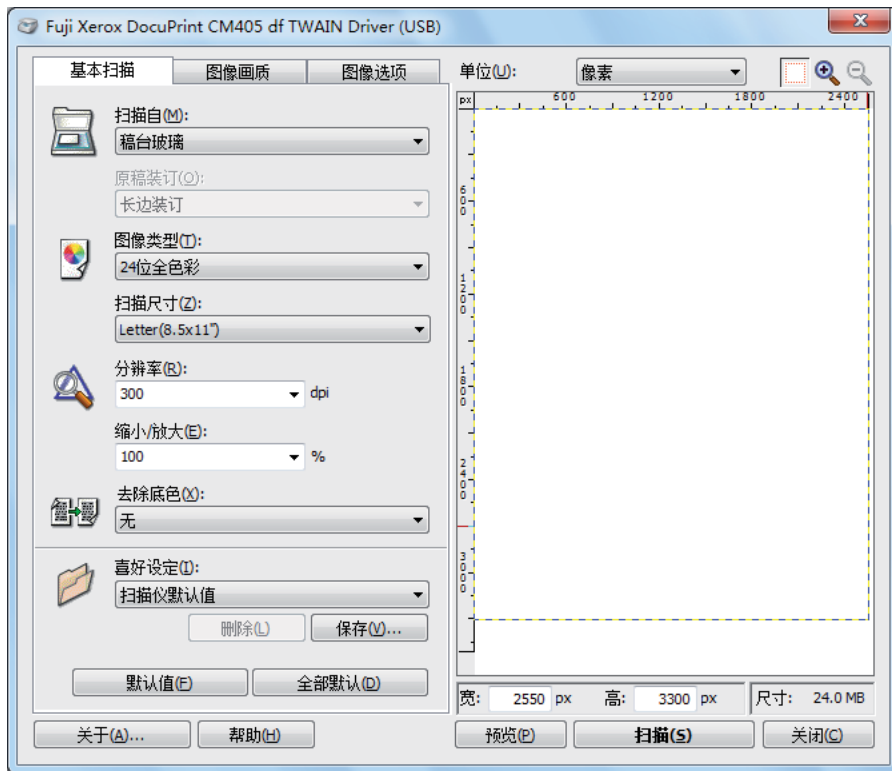 Fuji Xerox DocuPrint CM405 df TWAIN Driver (USB)
基本扫描 图像画质 图像选项
扫描自(M):
稿台玻璃
原稿装订(O):
长边装订
图像类型(T):
24位全色彩
扫描尺寸(Z):
Letter(8.5x11")
分辨率(R):
300 dpi
缩小/放大(E):
100 %
去除底色(X):
无
喜好设定(I):
扫描仪默认值
删除(L) 保存(V)...
默认值(F) 全部默认(D)
关于(A)... 帮助(H)
单位(U): 像素
px 600 1200 1800 2400
600
1200
1800
2400
3000
宽: 2550 px 高: 3300 px 尺寸: 24.0 MB
预览(P) 扫描(S) 关闭(C)